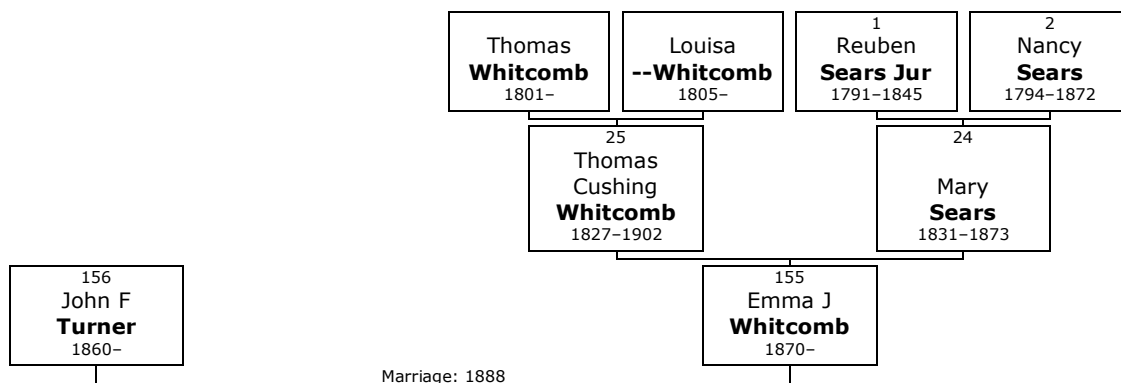 Thomas
Whitcomb
1801–
Louisa
--Whitcomb
1805–
1
Reuben
Sears Jur
1791–1845
2
Nancy
Sears
1794–1872
25
Thomas
Cushing
Whitcomb
1827–1902
24
Mary
Sears
1831–1873
156
John F
Turner
1860–
155
Emma J
Whitcomb
1870–
Marriage: 1888